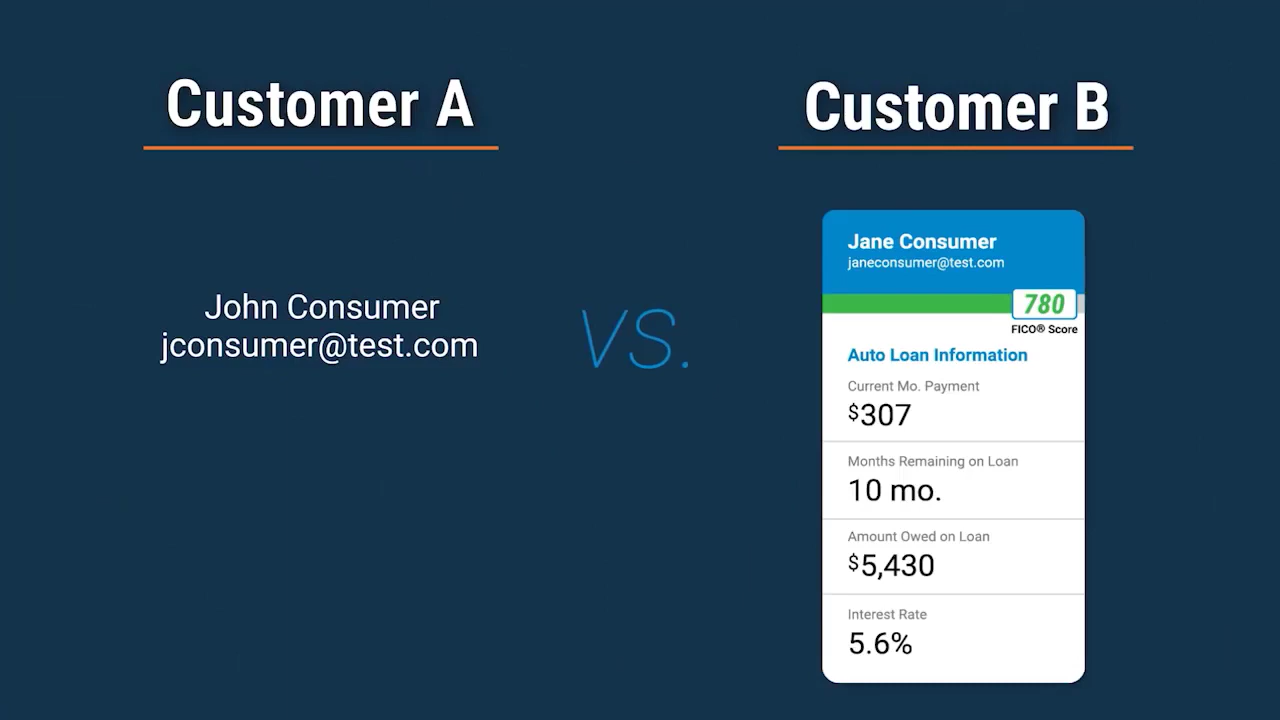 Customer A
John Consumer
jconsumer@test.com
VS.
Customer B
Jane Consumer
janeconsumer@test.com
780
FICO® Score
Auto Loan Information
Current Mo. Payment
$307
Months Remaining on Loan
10 mo.
Amount Owed on Loan
$5,430
Interest Rate
5.6%